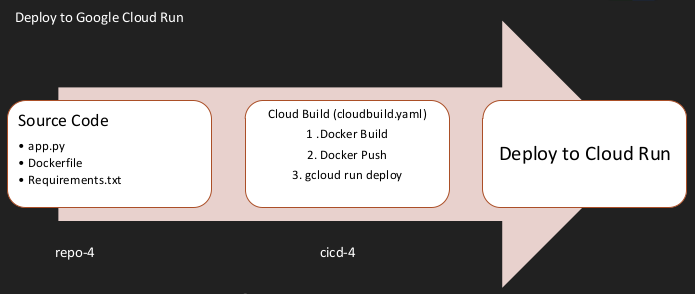 Deploy to Google Cloud Run
Source Code
• app.py
• Dockerfile
• Requirements.txt
Cloud Build (cloudbuild.yaml)
1 .Docker Build
2. Docker Push
3. gcloud run deploy
Deploy to Cloud Run
repo-4
cicd-4